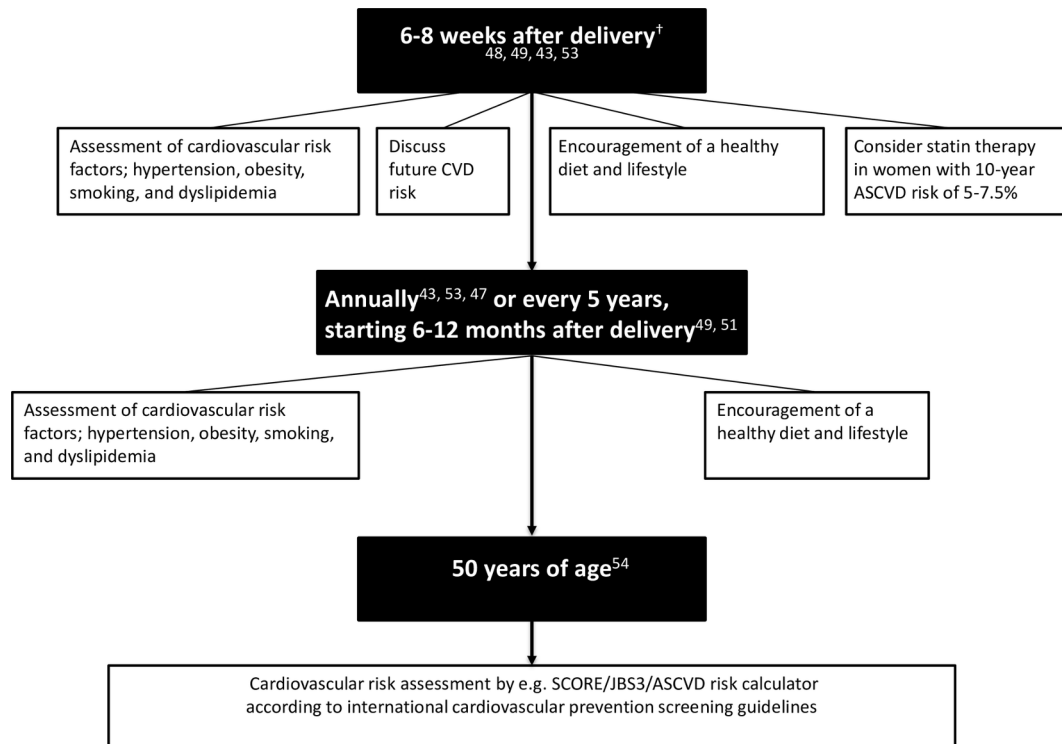 6-8 weeks after delivery†
48, 49, 43, 53
Assessment of cardiovascular risk
factors; hypertension, obesity,
smoking, and dyslipidemia
Discuss
future CVD
risk
Encouragement of a healthy
diet and lifestyle
Consider statin therapy
in women with 10-year
ASCVD risk of 5-7.5%
Annually43, 53, 47 or every 5 years,
starting 6-12 months after delivery49, 51
Assessment of cardiovascular risk
factors; hypertension, obesity, smoking,
and dyslipidemia
Encouragement of a
healthy diet and lifestyle
50 years of age54
Cardiovascular risk assessment by e.g. SCORE/JBS3/ASCVD risk calculator
according to international cardiovascular prevention screening guidelines